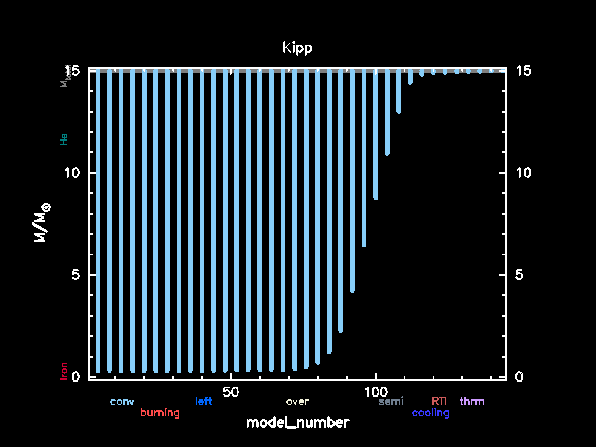 Kipp
15 15
He
10 10
M/M☉
5 5
Iron
0 0
50 100
conv left over semi RTI thrm
burning cooling
model_number